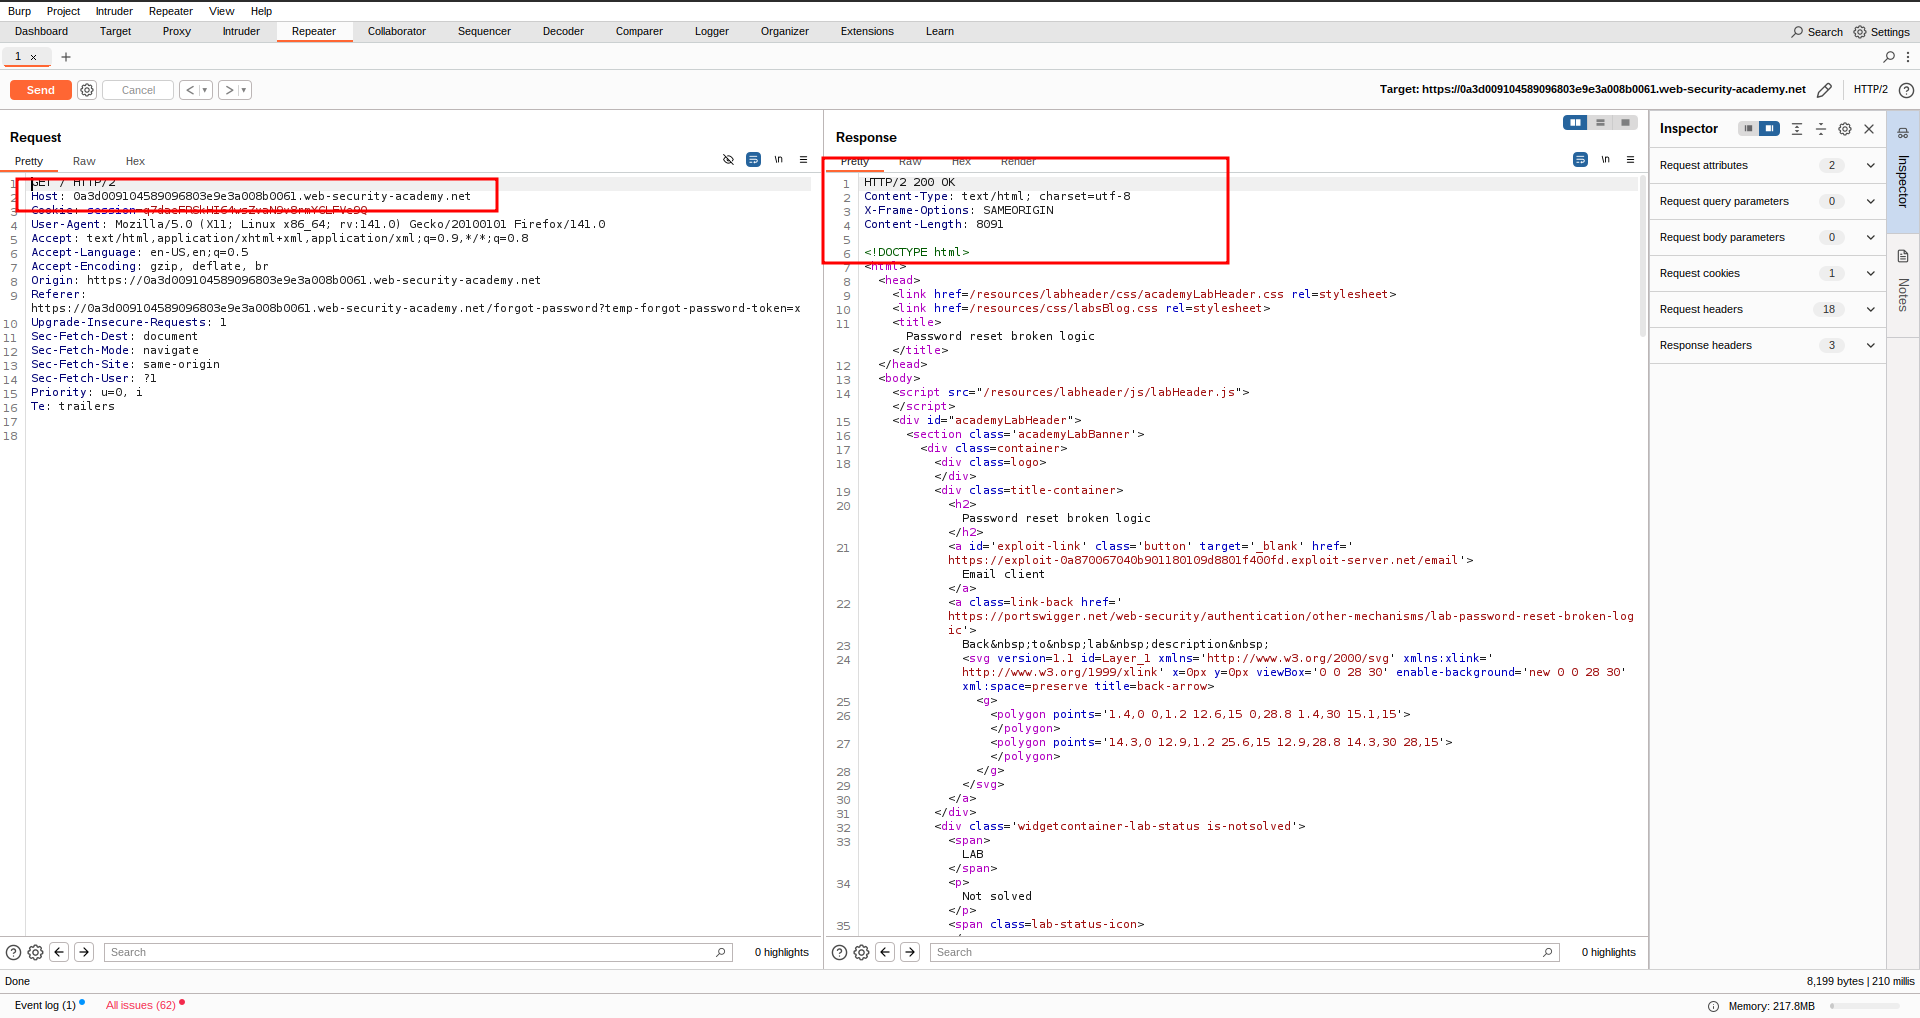 Burp Project Intruder Repeater View Help
Dashboard Target Proxy Intruder Repeater Collaborator Sequencer Decoder Comparer Logger Organizer Extensions Learn Search Settings
1 × +
Send Cancel < > Target: https://0a3d009104589096803e9e3a008b0061.web-security-academy.net HTTP/2
Request
Pretty Raw Hex \n
1 GET / HTTP/2
2 Host: 0a3d009104589096803e9e3a008b0061.web-security-academy.net
3 Cookie:
4 User-Agent: Mozilla/5.0 (X11; Linux x86_64; rv:141.0) Gecko/20100101 Firefox/141.0
5 Accept: text/html,application/xhtml+xml,application/xml;q=0.9,*/*;q=0.8
6 Accept-Language: en-US,en;q=0.5
7 Accept-Encoding: gzip, deflate, br
8 Origin: https://0a3d009104589096803e9e3a008b0061.web-security-academy.net
9 Referer:
https://0a3d009104589096803e9e3a008b0061.web-security-academy.net/forgot-password?temp-forgot-password-token=x
10 Upgrade-Insecure-Requests: 1
11 Sec-Fetch-Dest: document
12 Sec-Fetch-Mode: navigate
13 Sec-Fetch-Site: same-origin
14 Sec-Fetch-User: ?1
15 Priority: u=0, i
16 Te: trailers
17
18
Search 0 highlights
Response
Pretty Raw Hex Render \n
1 HTTP/2 200 OK
2 Content-Type: text/html; charset=utf-8
3 X-Frame-Options: SAMEORIGIN
4 Content-Length: 8091
5
6 <!DOCTYPE html>
7 <html>
8 <head>
9 <link href=/resources/labheader/css/academyLabHeader.css rel=stylesheet>
10 <link href=/resources/css/labsBlog.css rel=stylesheet>
11 <title>
Password reset broken logic
</title>
12 </head>
13 <body>
14 <script src="/resources/labheader/js/labHeader.js">
</script>
15 <div id="academyLabHeader">
16 <section class='academyLabBanner'>
17 <div class=container>
18 <div class=logo>
</div>
19 <div class=title-container>
20 <h2>
Password reset broken logic
</h2>
21 <a id='exploit-link' class='button' target='_blank' href='
https://exploit-0a870067040b901180109d8801f400fd.exploit-server.net/email'>
Email client
</a>
22 <a class=link-back href='
https://portswigger.net/web-security/authentication/other-mechanisms/lab-password-reset-broken-log
ic'>
23 Back&nbsp;to&nbsp;lab&nbsp;description&nbsp;
24 <svg version=1.1 id=Layer_1 xmlns='http://www.w3.org/2000/svg' xmlns:xlink='
http://www.w3.org/1999/xlink' x=0px y=0px viewBox='0 0 28 30' enable-background='new 0 0 28 30'
xml:space=preserve title=back-arrow>
25 <g>
26 <polygon points='1.4,0 0,1.2 12.6,15 0,28.8 1.4,30 15.1,15'>
</polygon>
27 <polygon points='14.3,0 12.9,1.2 25.6,15 12.9,28.8 14.3,30 28,15'>
</polygon>
28 </g>
29 </svg>
30 </a>
31 </div>
32 <div class='widgetcontainer-lab-status is-notsolved'>
33 <span>
LAB
</span>
34 <p>
Not solved
</p>
35 <span class=lab-status-icon>
Search 0 highlights
Inspector
Request attributes 2
Request query parameters 0
Request body parameters 0
Request cookies 1
Request headers 18
Response headers 3
Inspector
Notes
Done 8,199 bytes | 210 millis
Event log (1) All issues (62) Memory: 217.8MB